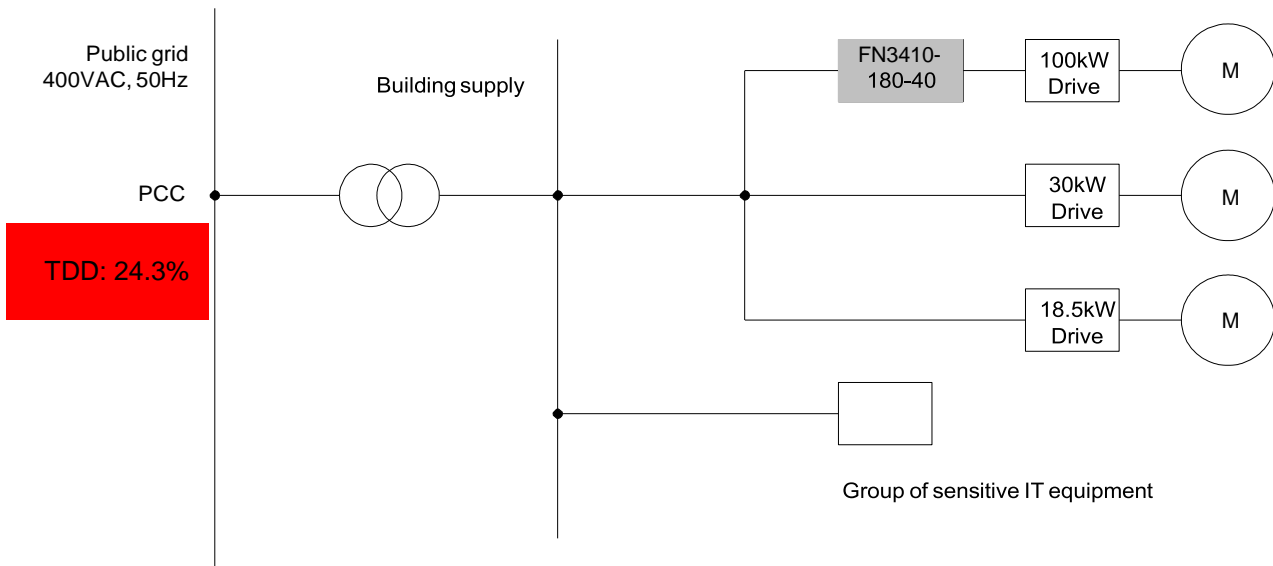 Public grid
400VAC, 50Hz
Building supply
FN3410-
180-40
100kW
Drive
M
PCC
30kW
Drive
M
TDD: 24.3%
18.5kW
Drive
M
Group of sensitive IT equipment